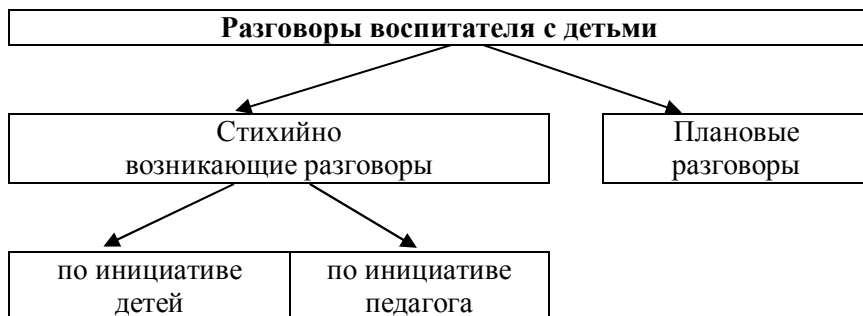 Разговоры воспитателя с детьми
Стихийно
возникающие разговоры
Плановые
разговоры
по инициативе
детей
по инициативе
педагога